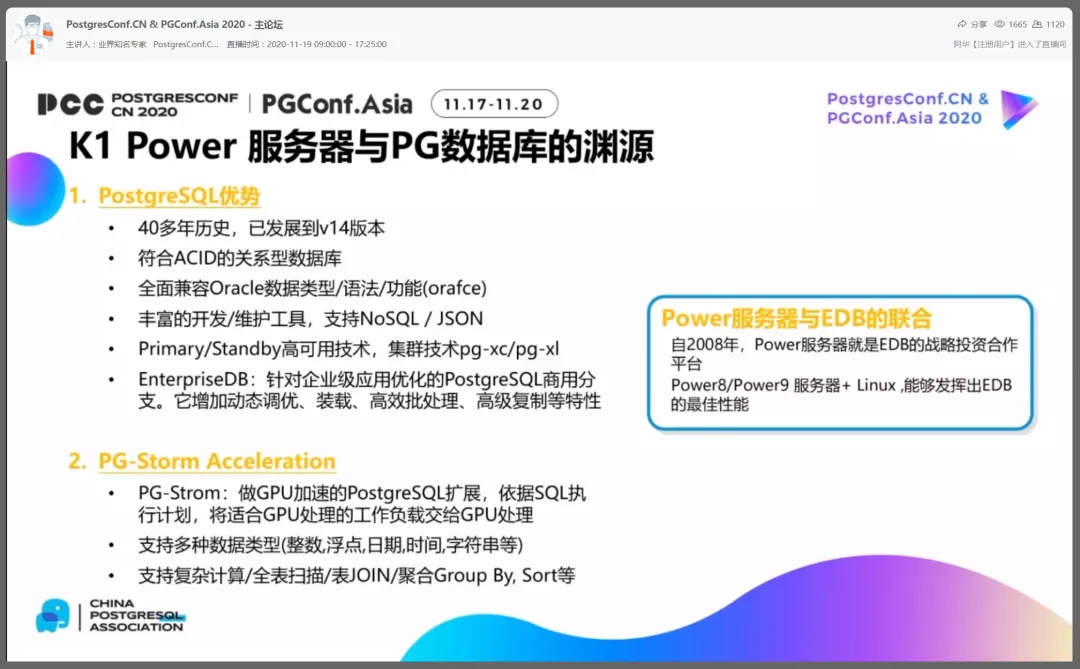 PostgresConf.CN & PGConf.Asia 2020 - 主论坛
分享 1665 1120
主讲人：业界知名专家 PostgresConf.C... 直播时间：2020-11-19 09:00:00 - 17:25:00
阿华【注册用户】进入了直播间
PCC POSTGRESCONF CN 2020 | PGConf.Asia 11.17-11.20
PostgresConf.CN &
PGConf.Asia 2020
K1 Power 服务器与PG数据库的渊源
1. PostgreSQL优势
• 40多年历史，已发展到v14版本
• 符合ACID的关系型数据库
• 全面兼容Oracle数据类型/语法/功能(orafce)
• 丰富的开发/维护工具，支持NoSQL / JSON
• Primary/Standby高可用技术，集群技术pg-xc/pg-xl
• EnterpriseDB：针对企业级应用优化的PostgreSQL商用分
支。它增加动态调优、装载、高效批处理、高级复制等特性
Power服务器与EDB的联合
自2008年，Power服务器就是EDB的战略投资合作
平台
Power8/Power9 服务器+ Linux ,能够发挥出EDB
的最佳性能
2. PG-Storm Acceleration
• PG-Strom：做GPU加速的PostgreSQL扩展，依据SQL执
行计划，将适合GPU处理的工作负载交给GPU处理
• 支持多种数据类型(整数,浮点,日期,时间,字符串等)
• 支持复杂计算/全表扫描/表JOIN/聚合Group By, Sort等
CHINA
POSTGRESQL
ASSOCIATION